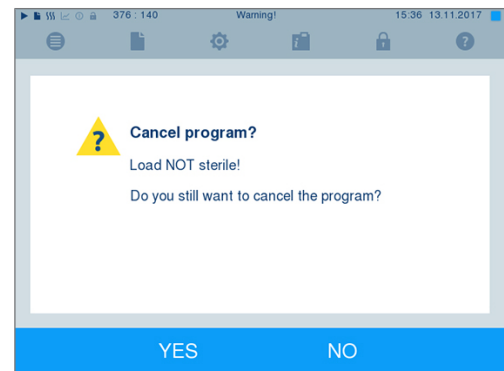 376 : 140 Warning! 15:36 13.11.2017
Cancel program?
Load NOT sterile!
Do you still want to cancel the program?
YES NO